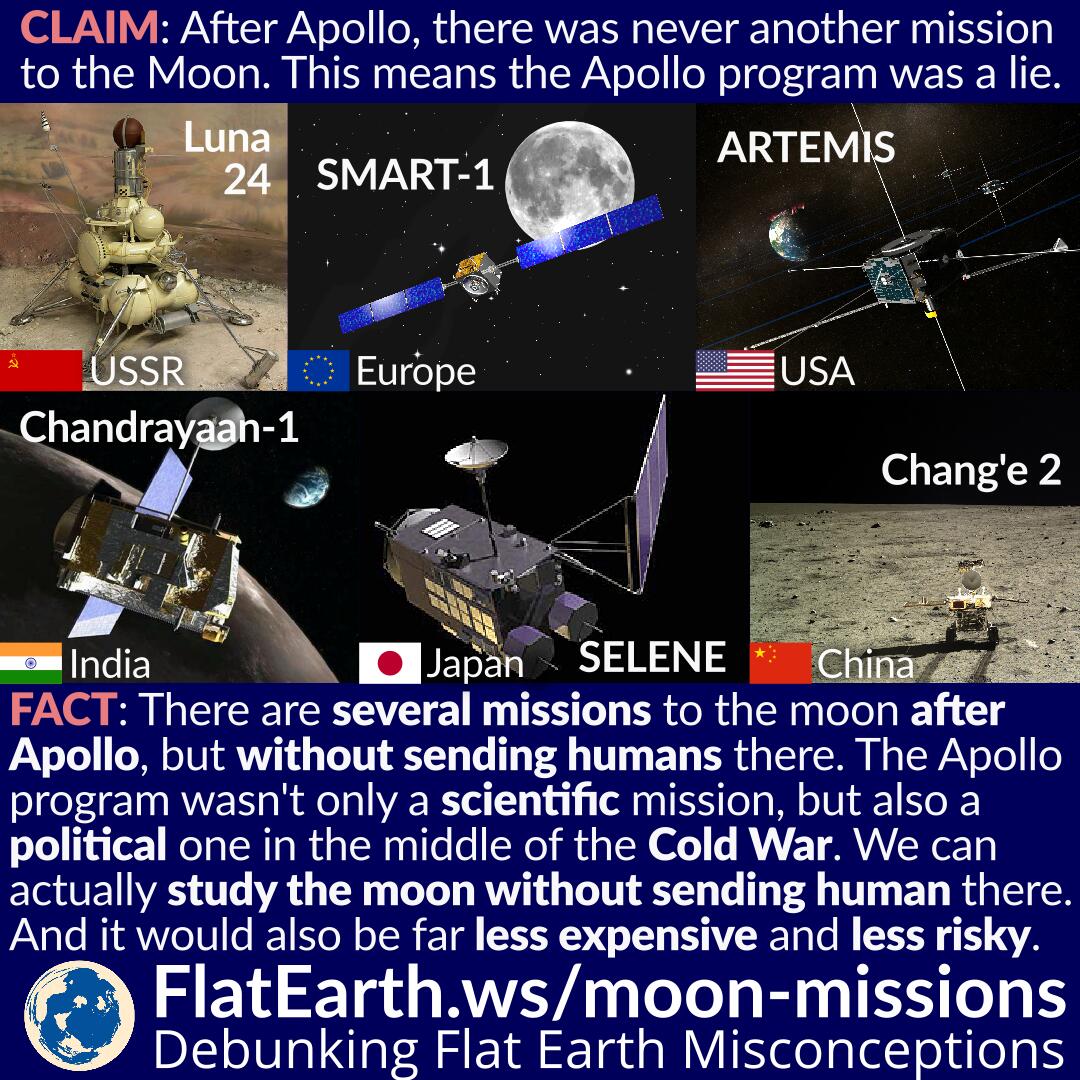 CLAIM: After Apollo, there was never another mission
to the Moon. This means the Apollo program was a lie.
Luna
24
USSR
SMART-1
Europe
ARTEMIS
USA
Chandrayaan-1
India
Japan
SELENE
Chang'e 2
China
FACT: There are several missions to the moon after
Apollo, but without sending humans there. The Apollo
program wasn't only a scientific mission, but also a
political one in the middle of the Cold War. We can
actually study the moon without sending human there.
And it would also be far less expensive and less risky.
FlatEarth.ws/moon-missions
Debunking Flat Earth Misconceptions